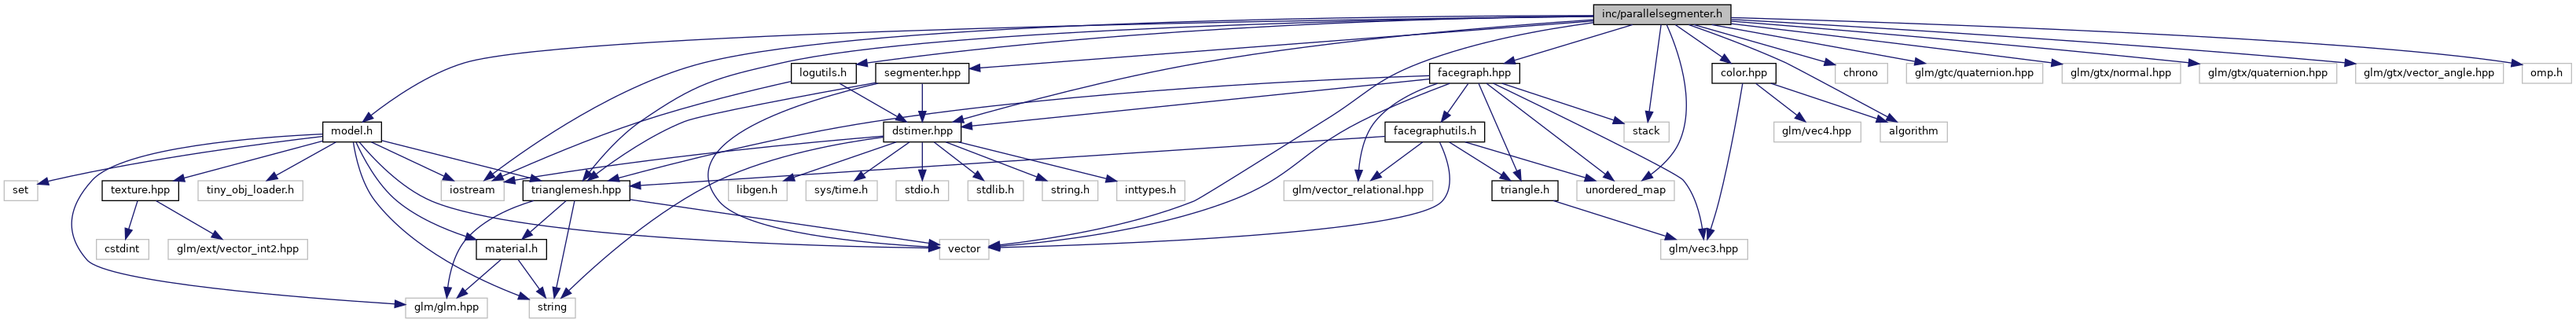 inc/parallelsegmenter.h
logutils.h
segmenter.hpp
facegraph.hpp
color.hpp
chrono
glm/gtc/quaternion.hpp
glm/gtx/normal.hpp
glm/gtx/quaternion.hpp
glm/gtx/vector_angle.hpp
omp.h
model.h
dstimer.hpp
facegraphutils.h
stack
glm/vec4.hpp
algorithm
set
texture.hpp
tiny_obj_loader.h
iostream
trianglemesh.hpp
libgen.h
sys/time.h
stdio.h
stdlib.h
string.h
inttypes.h
glm/vector_relational.hpp
triangle.h
unordered_map
cstdint
glm/ext/vector_int2.hpp
material.h
vector
glm/vec3.hpp
glm/glm.hpp
string